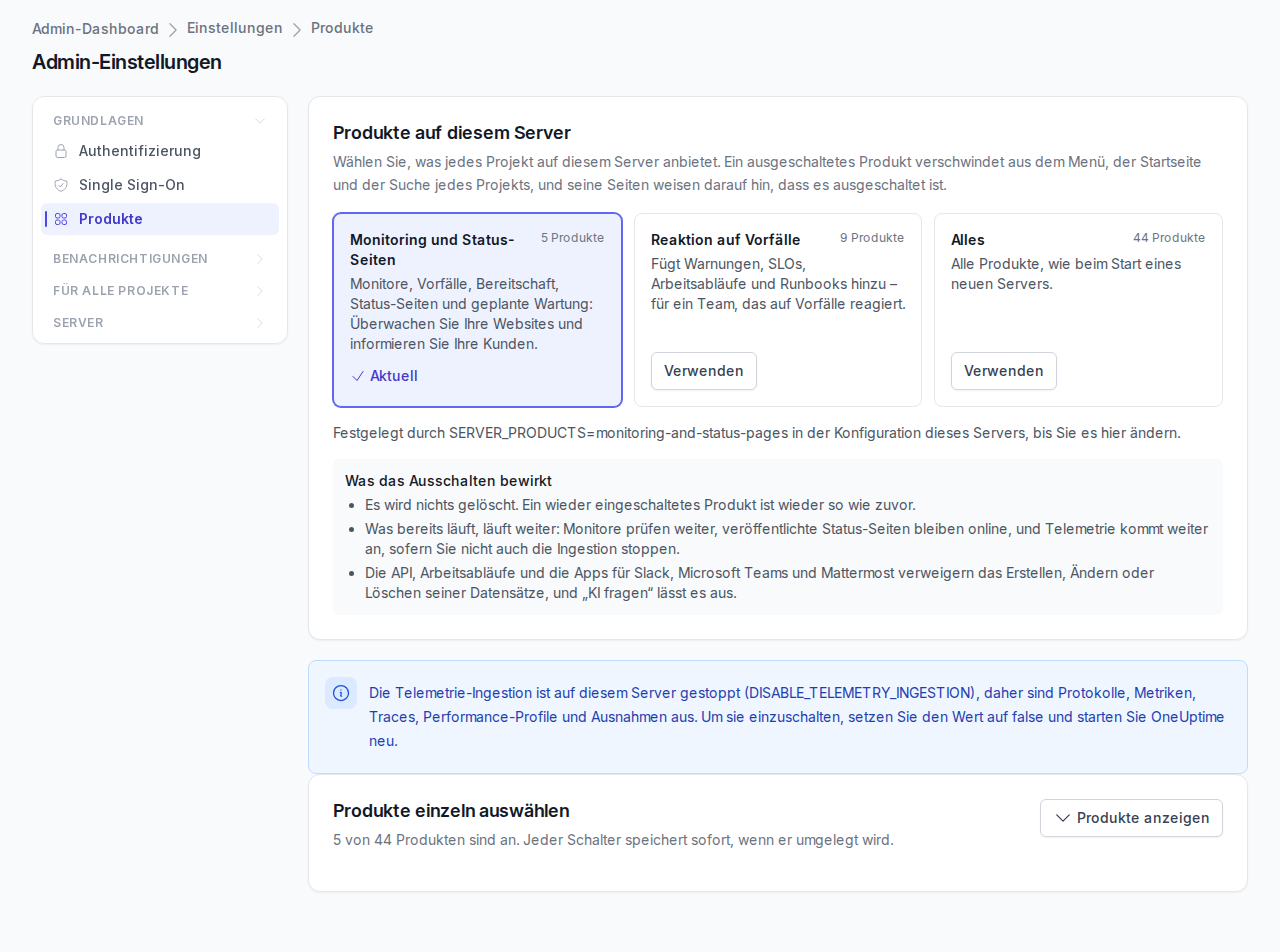 Admin-Dashboard
Einstellungen
Produkte
Admin-Einstellungen
GRUNDLAGEN
Authentifizierung
Single Sign-On
Produkte
BENACHRICHTIGUNGEN
FÜR ALLE PROJEKTE
SERVER
Produkte auf diesem Server
Wählen Sie, was jedes Projekt auf diesem Server anbietet. Ein ausgeschaltetes Produkt verschwindet aus dem Menü, der Startseite
und der Suche jedes Projekts, und seine Seiten weisen darauf hin, dass es ausgeschaltet ist.
Monitoring und Status-
Seiten
5 Produkte
Monitore, Vorfälle, Bereitschaft,
Status-Seiten und geplante Wartung:
Überwachen Sie Ihre Websites und
informieren Sie Ihre Kunden.
Aktuell
Reaktion auf Vorfälle
9 Produkte
Fügt Warnungen, SLOs,
Arbeitsabläufe und Runbooks hinzu –
für ein Team, das auf Vorfälle reagiert.
Verwenden
Alles
44 Produkte
Alle Produkte, wie beim Start eines
neuen Servers.
Verwenden
Festgelegt durch SERVER_PRODUCTS=monitoring-and-status-pages in der Konfiguration dieses Servers, bis Sie es hier ändern.
Was das Ausschalten bewirkt
Es wird nichts gelöscht. Ein wieder eingeschaltetes Produkt ist wieder so wie zuvor.
Was bereits läuft, läuft weiter: Monitore prüfen weiter, veröffentlichte Status-Seiten bleiben online, und Telemetrie kommt weiter
an, sofern Sie nicht auch die Ingestion stoppen.
Die API, Arbeitsabläufe und die Apps für Slack, Microsoft Teams und Mattermost verweigern das Erstellen, Ändern oder
Löschen seiner Datensätze, und „KI fragen“ lässt es aus.
Die Telemetrie-Ingestion ist auf diesem Server gestoppt (DISABLE_TELEMETRY_INGESTION), daher sind Protokolle, Metriken,
Traces, Performance-Profile und Ausnahmen aus. Um sie einzuschalten, setzen Sie den Wert auf false und starten Sie OneUptime
neu.
Produkte einzeln auswählen
5 von 44 Produkten sind an. Jeder Schalter speichert sofort, wenn er umgelegt wird.
Produkte anzeigen